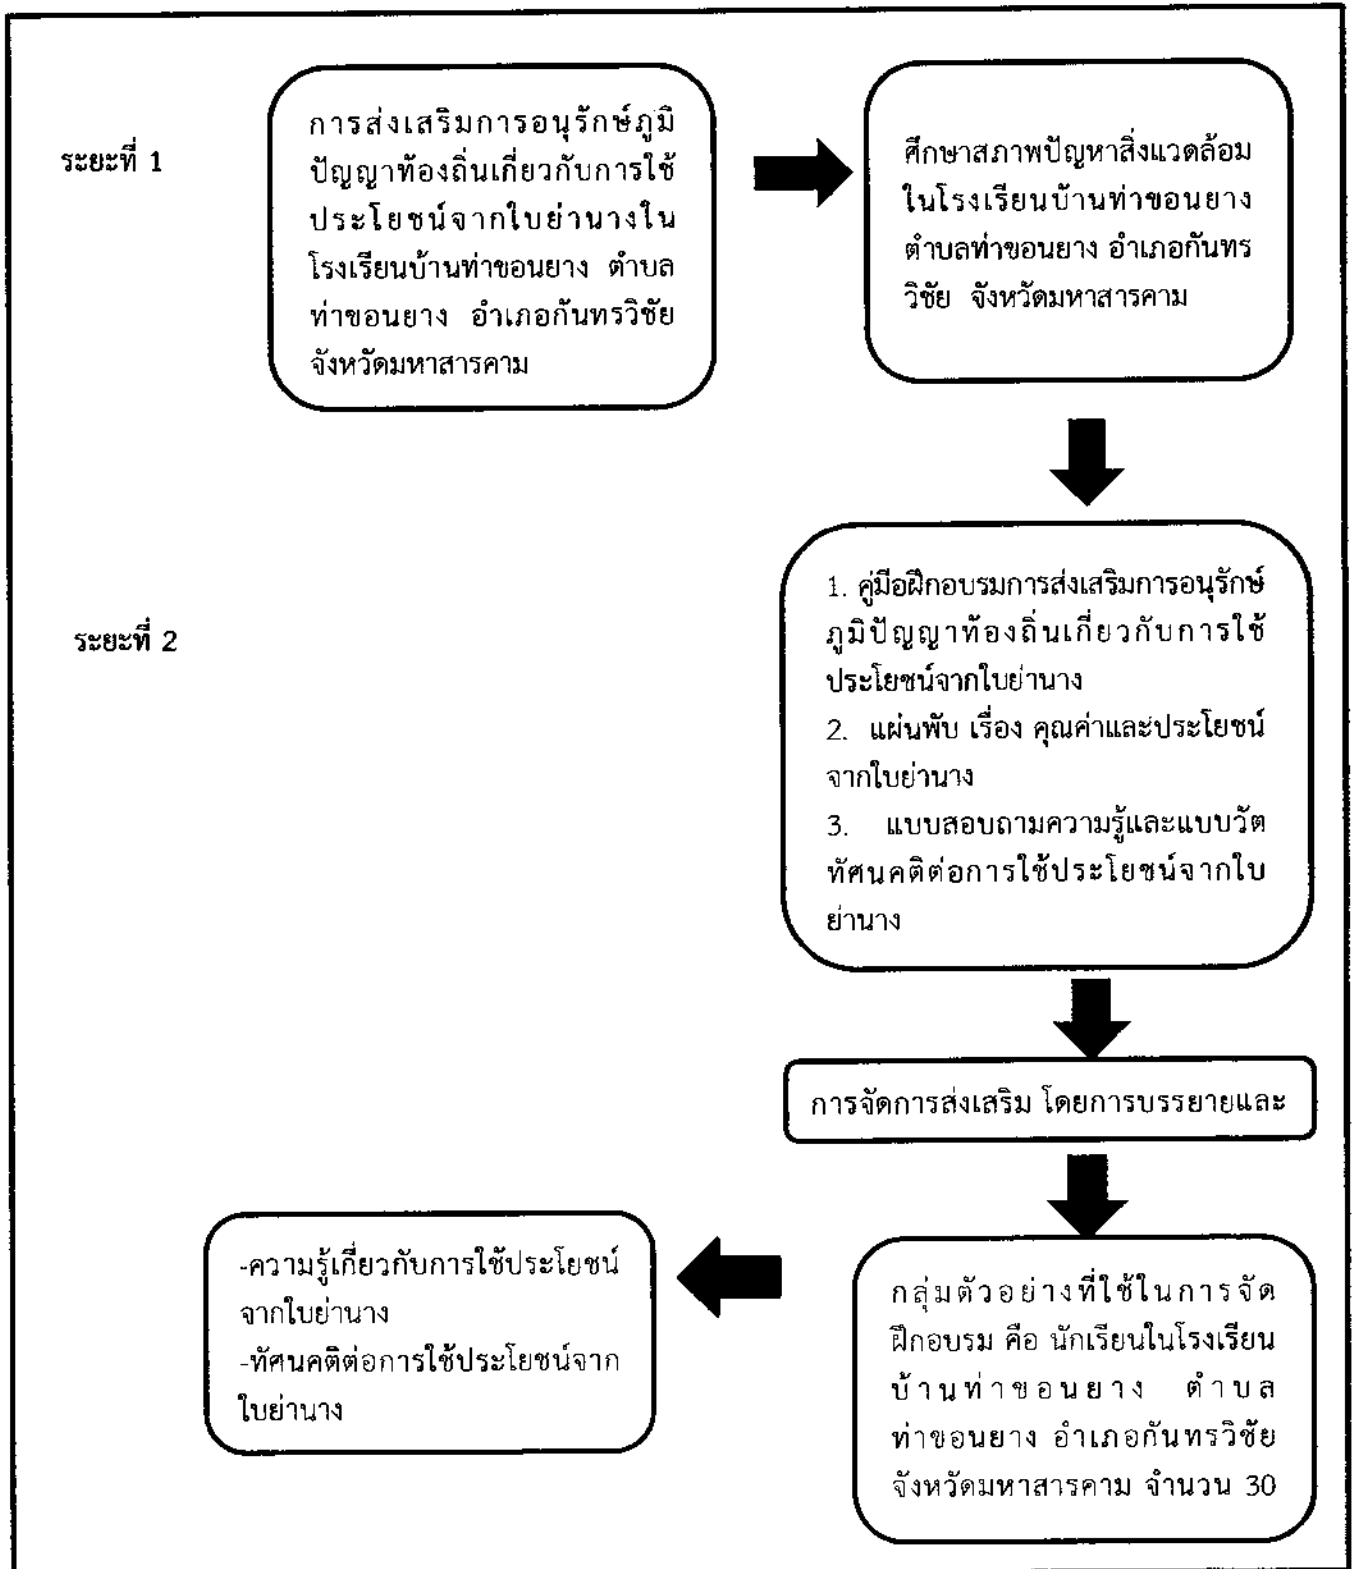 ระยะที่ 1
การส่งเสริมการอนุรักษ์ภูมิ
ปัญญาท้องถิ่นเกี่ยวกับการใช้
ประโยชน์จากใบย่านางใน
โรงเรียนบ้านท่าขอนยาง ตำบล
ท่าขอนยาง อำเภอกันทรวิชัย
จังหวัดมหาสารคาม
ศึกษาสภาพปัญหาสิ่งแวดล้อม
ในโรงเรียนบ้านท่าขอนยาง
ตำบลท่าขอนยาง อำเภอกันทร
วิชัย จังหวัดมหาสารคาม
ระยะที่ 2
1. คู่มือฝึกอบรมการส่งเสริมการอนุรักษ์
ภูมิปัญญาท้องถิ่นเกี่ยวกับการใช้
ประโยชน์จากใบย่านาง
2. แผ่นพับ เรื่อง คุณค่าและประโยชน์
จากใบย่านาง
3. แบบสอบถามความรู้และแบบวัด
ทัศนคติต่อการใช้ประโยชน์จากใบ
ย่านาง
การจัดการส่งเสริม โดยการบรรยายและ
กลุ่มตัวอย่างที่ใช้ในการจัด
ฝึกอบรม คือ นักเรียนในโรงเรียน
บ้านท่าขอนยาง ตำบล
ท่าขอนยาง อำเภอกันทรวิชัย
จังหวัดมหาสารคาม จำนวน 30
-ความรู้เกี่ยวกับการใช้ประโยชน์
จากใบย่านาง
-ทัศนคติต่อการใช้ประโยชน์จาก
ใบย่านาง